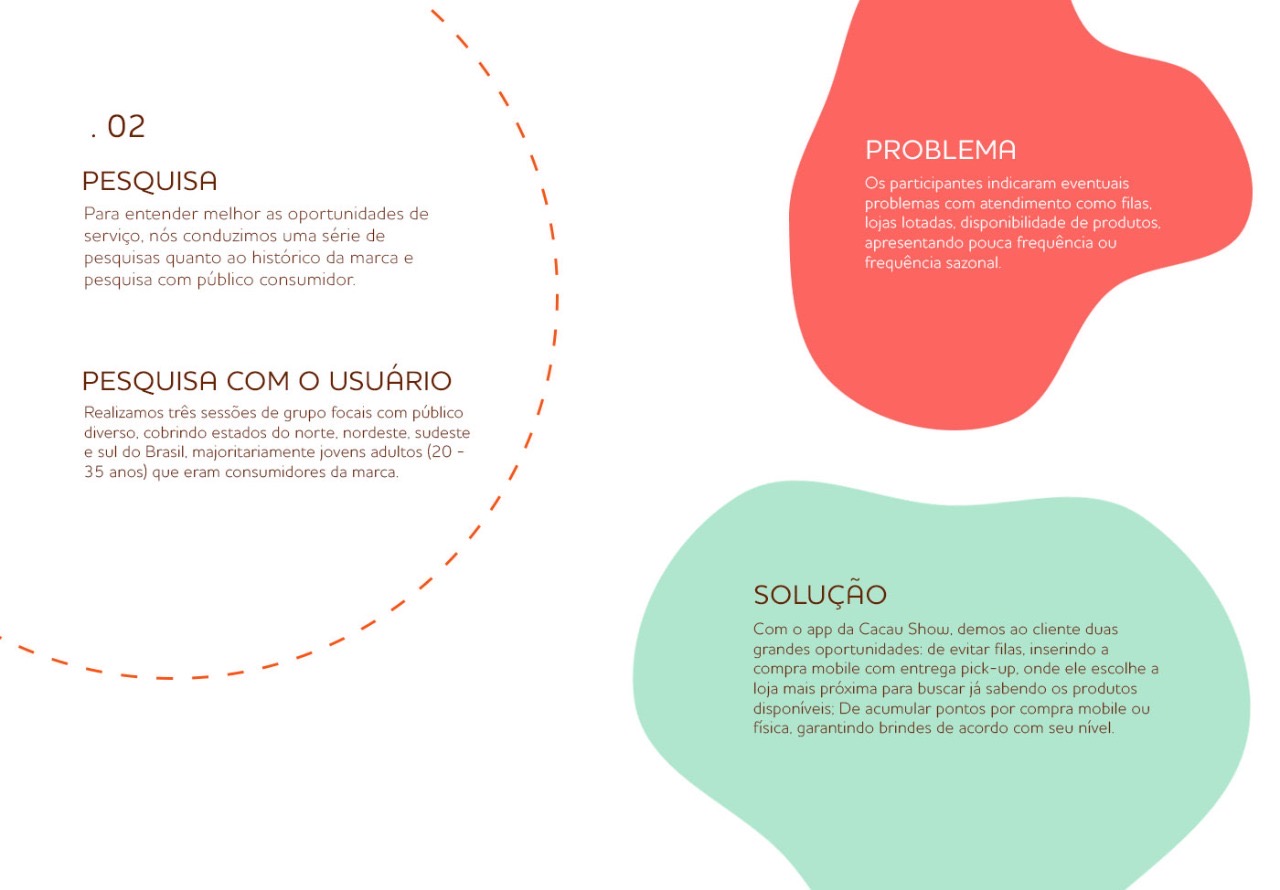 . 02
PESQUISA
Para entender melhor as oportunidades de
serviço, nós conduzimos uma série de
pesquisas quanto ao histórico da marca e
pesquisa com público consumidor.
PESQUISA COM O USUÁRIO
Realizamos três sessões de grupo focais com público
diverso, cobrindo estados do norte, nordeste, sudeste
e sul do Brasil, majoritariamente jovens adultos (20 -
35 anos) que eram consumidores da marca.
PROBLEMA
Os participantes indicaram eventuais
problemas com atendimento como filas,
lojas lotadas, disponibilidade de produtos,
apresentando pouca frequência ou
frequência sazonal.
SOLUÇÃO
Com o app da Cacau Show, demos ao cliente duas
grandes oportunidades: de evitar filas, inserindo a
compra mobile com entrega pick-up, onde ele escolhe a
loja mais próxima para buscar já sabendo os produtos
disponíveis; De acumular pontos por compra mobile ou
física, garantindo brindes de acordo com seu nível.